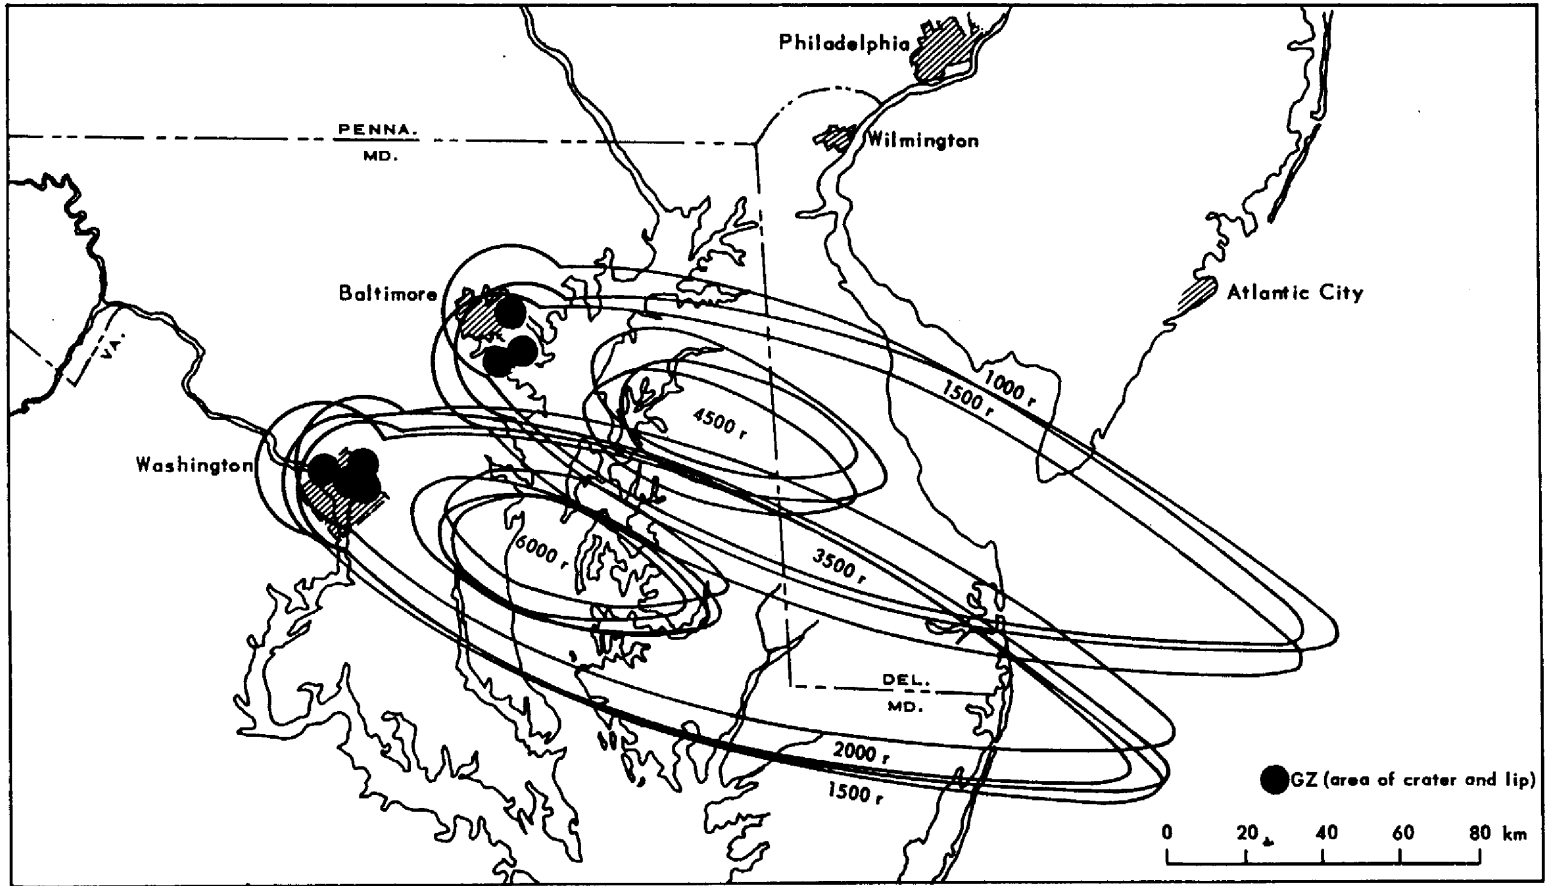 Philadelphia
PENNA.
MD.
Wilmington
Baltimore
Atlantic City
VA.
1000 r
1500 r
4500 r
Washington
6000 r
3500 r
DEL.
MD.
2000 r
1500 r
GZ (area of crater and lip)
0 20 40 60 80 km